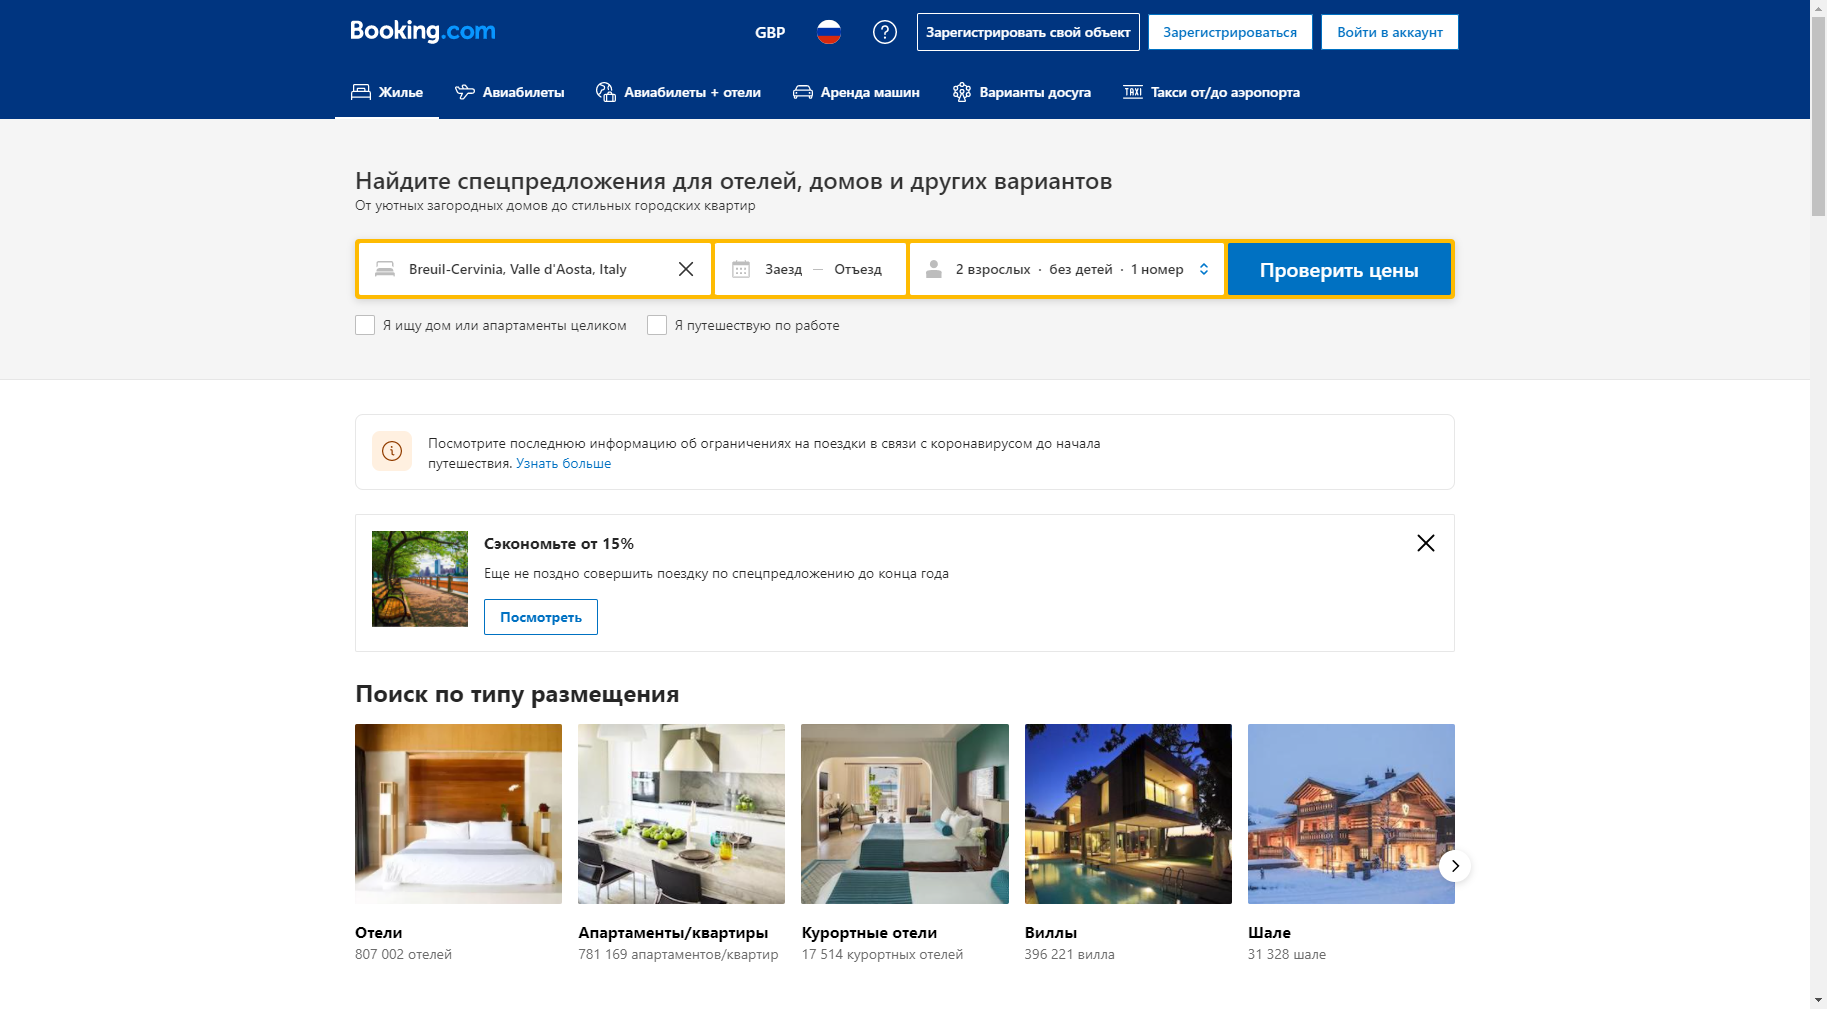 Booking.com
GBP
Зарегистрировать свой объект
Зарегистрироваться
Войти в аккаунт
Жилье
Авиабилеты
Авиабилеты + отели
Аренда машин
Варианты досуга
TAXI
Такси от/до аэропорта
Найдите спецпредложения для отелей, домов и других вариантов
От уютных загородных домов до стильных городских квартир
Breuil-Cervinia, Valle d'Aosta, Italy
Заезд — Отъезд
2 взрослых · без детей · 1 номер
Проверить цены
Я ищу дом или апартаменты целиком
Я путешествую по работе
Посмотрите последнюю информацию об ограничениях на поездки в связи с коронавирусом до начала
путешествия. Узнать больше
Сэкономьте от 15%
Еще не поздно совершить поездку по спецпредложению до конца года
Посмотреть
Поиск по типу размещения
Отели
807 002 отелей
Апартаменты/квартиры
781 169 апартаментов/квартир
Курортные отели
17 514 курортных отелей
Виллы
396 221 вилла
Шале
31 328 шале